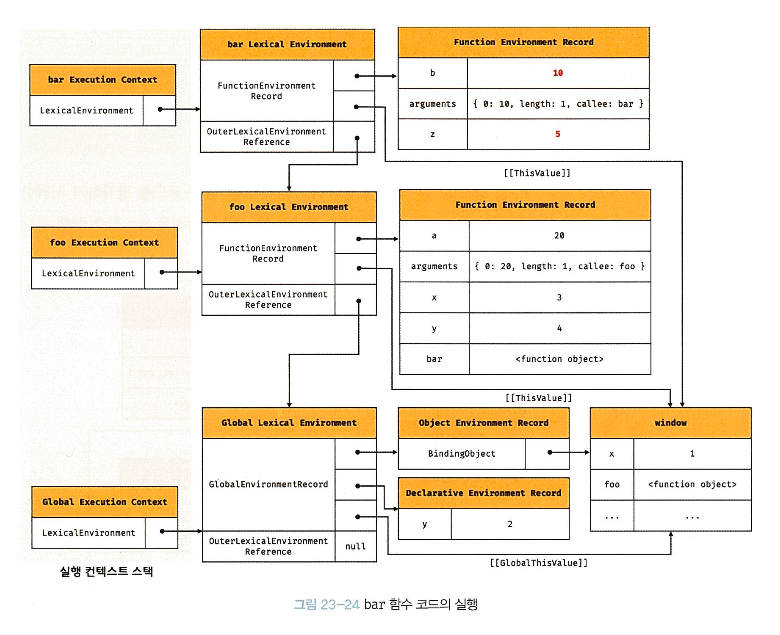 bar Execution Context
LexicalEnvironment
bar Lexical Environment
FunctionEnvironment
Record
OuterLexicalEnvironment
Reference
Function Environment Record
b 10
arguments { 0: 10, length: 1, callee: bar }
z 5
[[ThisValue]]
foo Execution Context
LexicalEnvironment
foo Lexical Environment
FunctionEnvironment
Record
OuterLexicalEnvironment
Reference
Function Environment Record
a 20
arguments { 0: 20, length: 1, callee: foo }
x 3
y 4
bar <function object>
[[ThisValue]]
Global Execution Context
LexicalEnvironment
Global Lexical Environment
GlobalEnvironmentRecord
OuterLexicalEnvironment
Reference
null
Object Environment Record
BindingObject
Declarative Environment Record
y 2
window
x 1
foo <function object>
... ...
[[GlobalThisValue]]
실행 컨텍스트 스택
그림 23-24 bar 함수 코드의 실행